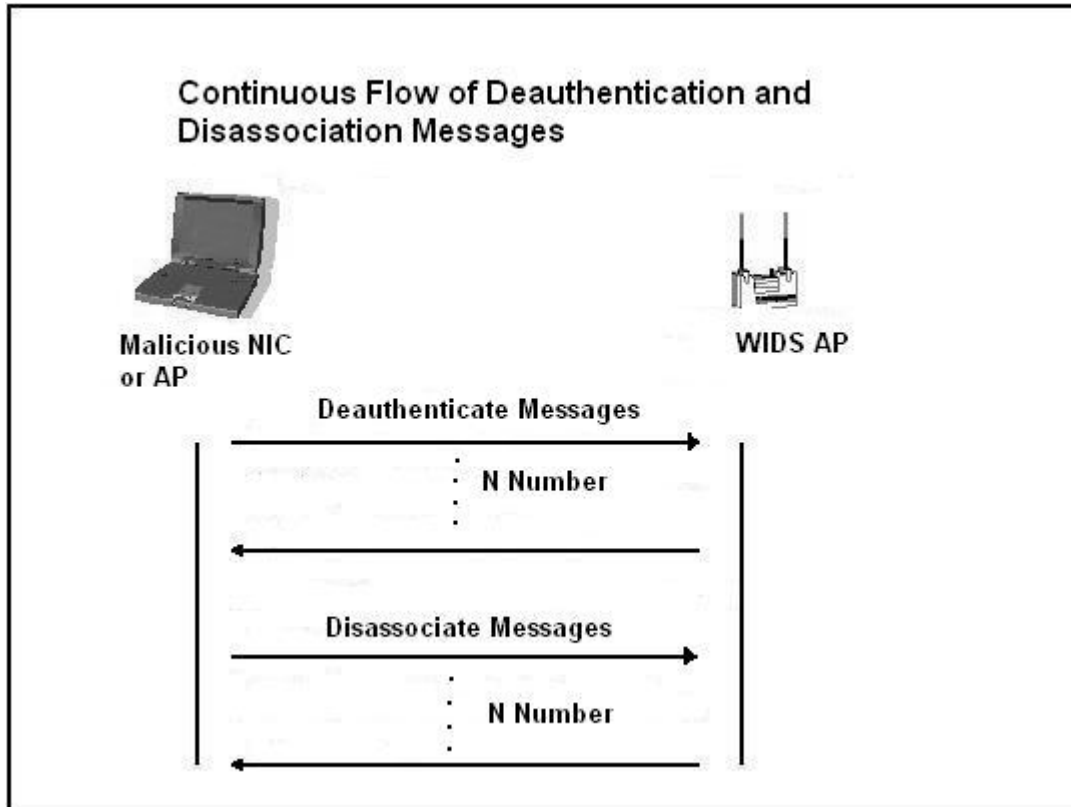 Continuous Flow of Deauthentication and
Disassociation Messages
Malicious NIC
or AP
WIDS AP
Deauthenticate Messages
N Number
Disassociate Messages
N Number